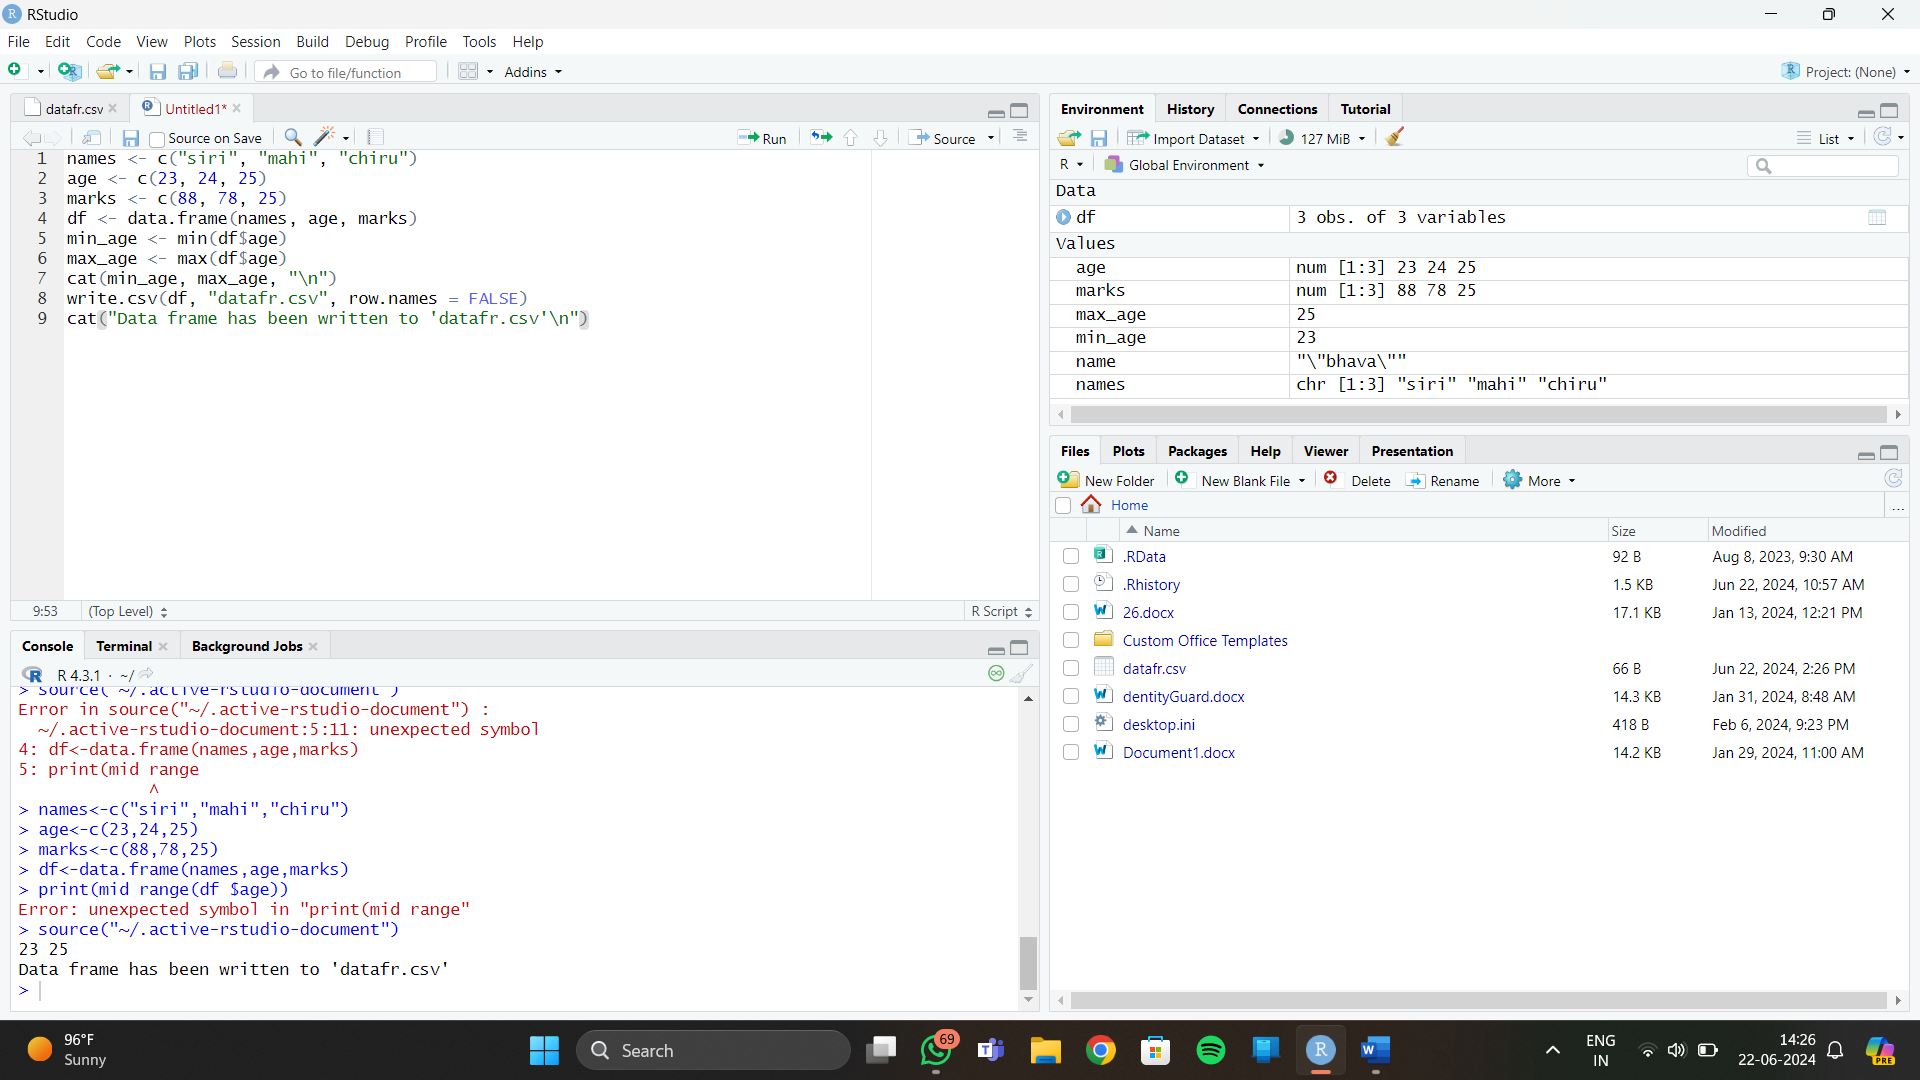 RStudio
File Edit Code View Plots Session Build Debug Profile Tools Help
Go to file/function Addins Project: (None)
datafr.csv Untitled1*
Source on Save Run Source
1 names <- c("siri", "mahi", "chiru")
2 age <- c(23, 24, 25)
3 marks <- c(88, 78, 25)
4 df <- data.frame(names, age, marks)
5 min_age <- min(df$age)
6 max_age <- max(df$age)
7 cat(min_age, max_age, "\n")
8 write.csv(df, "datafr.csv", row.names = FALSE)
9 cat("Data frame has been written to 'datafr.csv'\n")
9:53 (Top Level) R Script
Console Terminal Background Jobs
R 4.3.1 · ~/
> source("~/.active-rstudio-document")
Error in source("~/.active-rstudio-document") :
~/.active-rstudio-document:5:11: unexpected symbol
4: df<-data.frame(names,age,marks)
5: print(mid range
^
> names<-c("siri","mahi","chiru")
> age<-c(23,24,25)
> marks<-c(88,78,25)
> df<-data.frame(names,age,marks)
> print(mid range(df $age))
Error: unexpected symbol in "print(mid range"
> source("~/.active-rstudio-document")
23 25
Data frame has been written to 'datafr.csv'
>
Environment History Connections Tutorial
Import Dataset 127 MiB List
R Global Environment
Data
df 3 obs. of 3 variables
Values
age num [1:3] 23 24 25
marks num [1:3] 88 78 25
max_age 25
min_age 23
name "\"bhava\""
names chr [1:3] "siri" "mahi" "chiru"
Files Plots Packages Help Viewer Presentation
New Folder New Blank File Delete Rename More
Home ...
Name Size Modified
.RData 92 B Aug 8, 2023, 9:30 AM
.Rhistory 1.5 KB Jun 22, 2024, 10:57 AM
26.docx 17.1 KB Jan 13, 2024, 12:21 PM
Custom Office Templates
datafr.csv 66 B Jun 22, 2024, 2:26 PM
dentityGuard.docx 14.3 KB Jan 31, 2024, 8:48 AM
desktop.ini 418 B Feb 6, 2024, 9:23 PM
Document1.docx 14.2 KB Jan 29, 2024, 11:00 AM
96°F
Sunny
Search
69
ENG
IN
14:26
22-06-2024
PRE